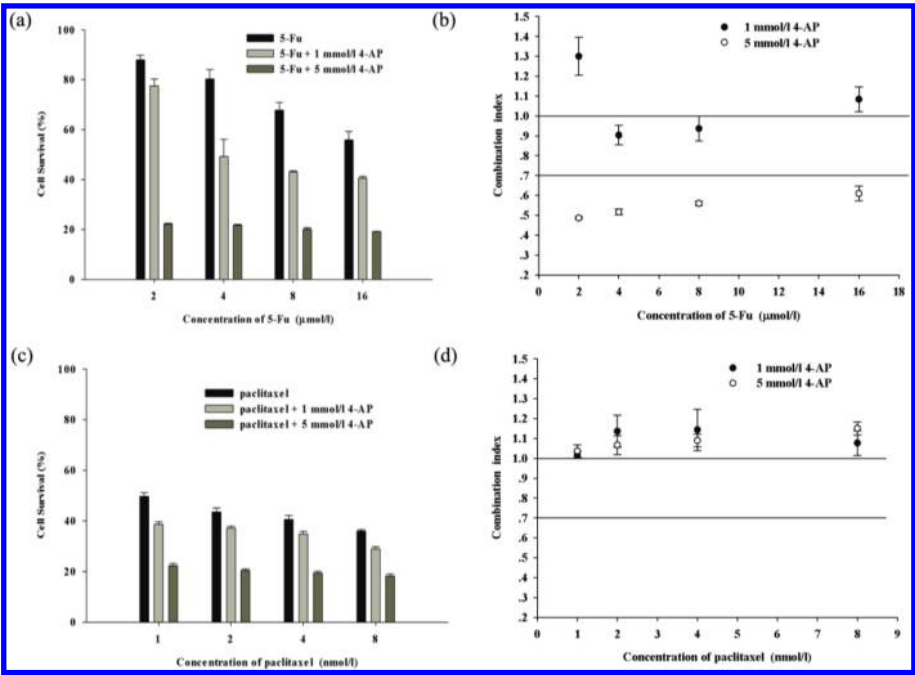 (a)
5-Fu
5-Fu + 1 mmol/l 4-AP
5-Fu + 5 mmol/l 4-AP
Cell Survival (%)
100
80
60
40
20
0
2 4 8 16
Concentration of 5-Fu (μmol/l)
(b)
1 mmol/l 4-AP
5 mmol/l 4-AP
Combination index
1.5
1.4
1.3
1.2
1.1
1.0
.9
.8
.7
.6
.5
.4
.3
.2
0 2 4 6 8 10 12 14 16 18
Concentration of 5-Fu (μmol/l)
(c)
paclitaxel
paclitaxel + 1 mmol/l 4-AP
paclitaxel + 5 mmol/l 4-AP
Cell Survival (%)
100
80
60
40
20
0
1 2 4 8
Concentration of paclitaxel (nmol/l)
(d)
1 mmol/l 4-AP
5 mmol/l 4-AP
Combination index
1.5
1.4
1.3
1.2
1.1
1.0
.9
.8
.7
.6
.5
.4
.3
.2
0 1 2 3 4 5 6 7 8 9
Concentration of paclitaxel (nmol/l)